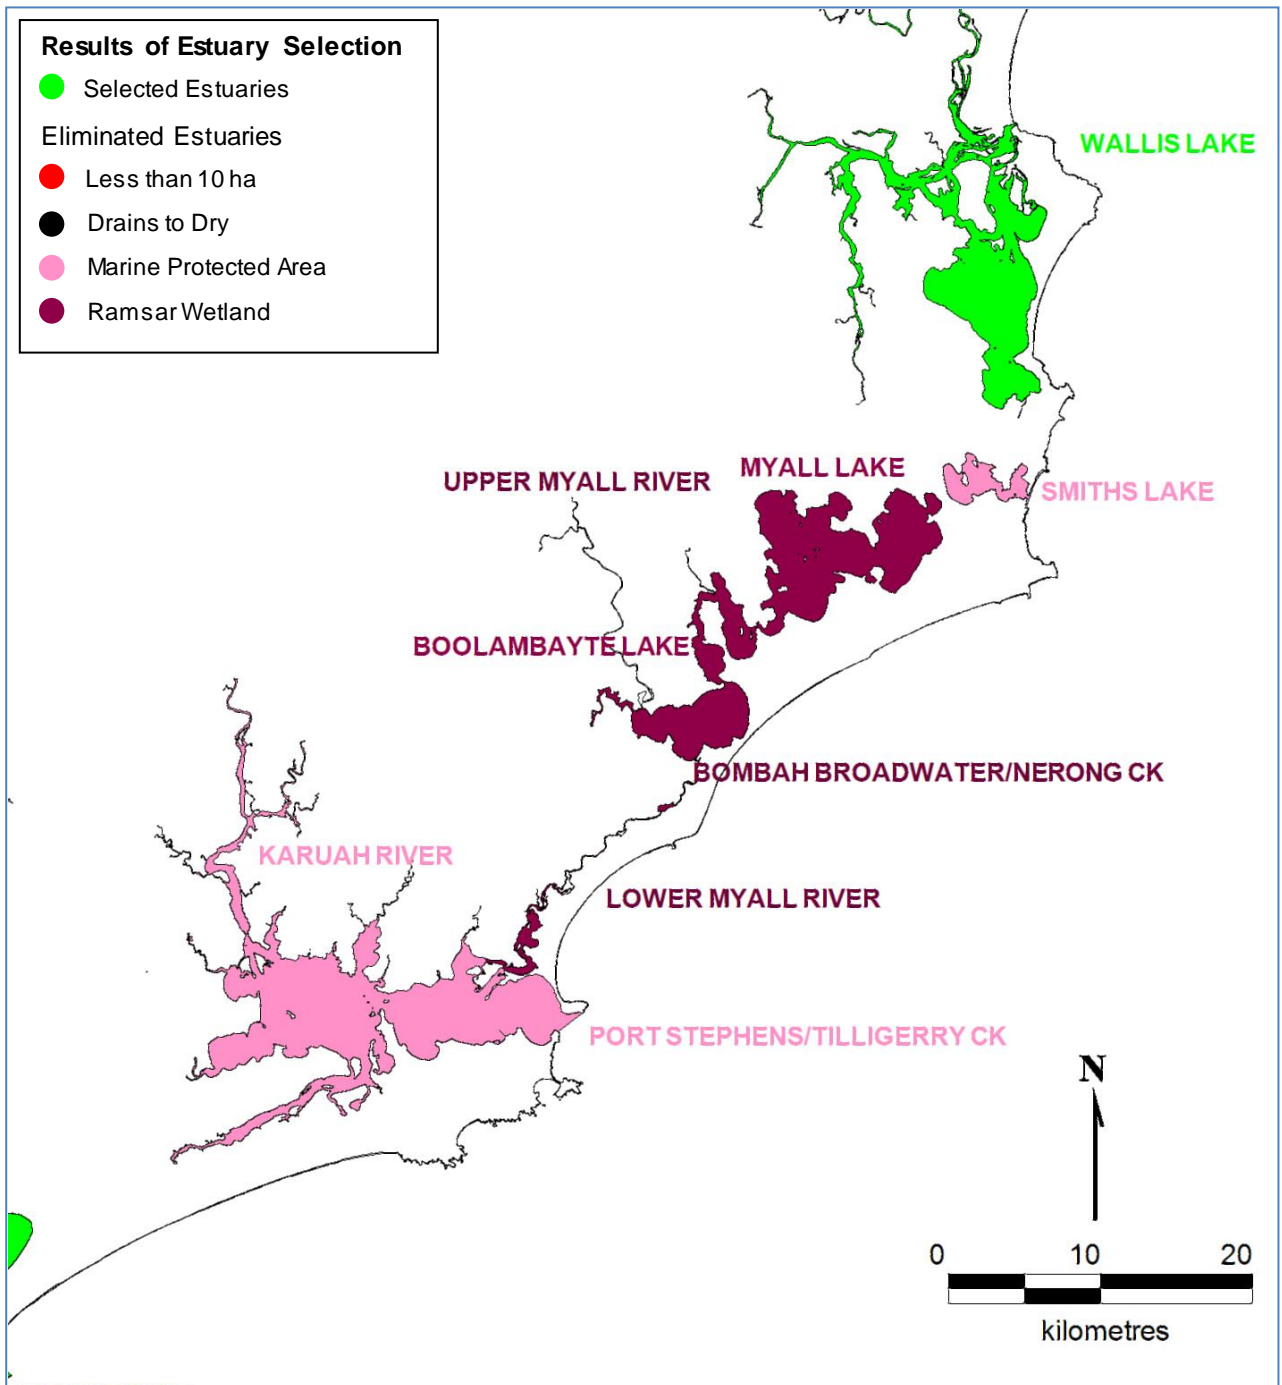 Results of Estuary Selection
Selected Estuaries
Eliminated Estuaries
Less than 10 ha
Drains to Dry
Marine Protected Area
Ramsar Wetland
WALLIS LAKE
MYALL LAKE
UPPER MYALL RIVER
SMITHS LAKE
BOOLAMBAYTE LAKE
BOMBAH BROADWATER/NERONG CK
KARUAH RIVER
LOWER MYALL RIVER
PORT STEPHENS/TILLIGERRY CK
N
0 10 20
kilometres